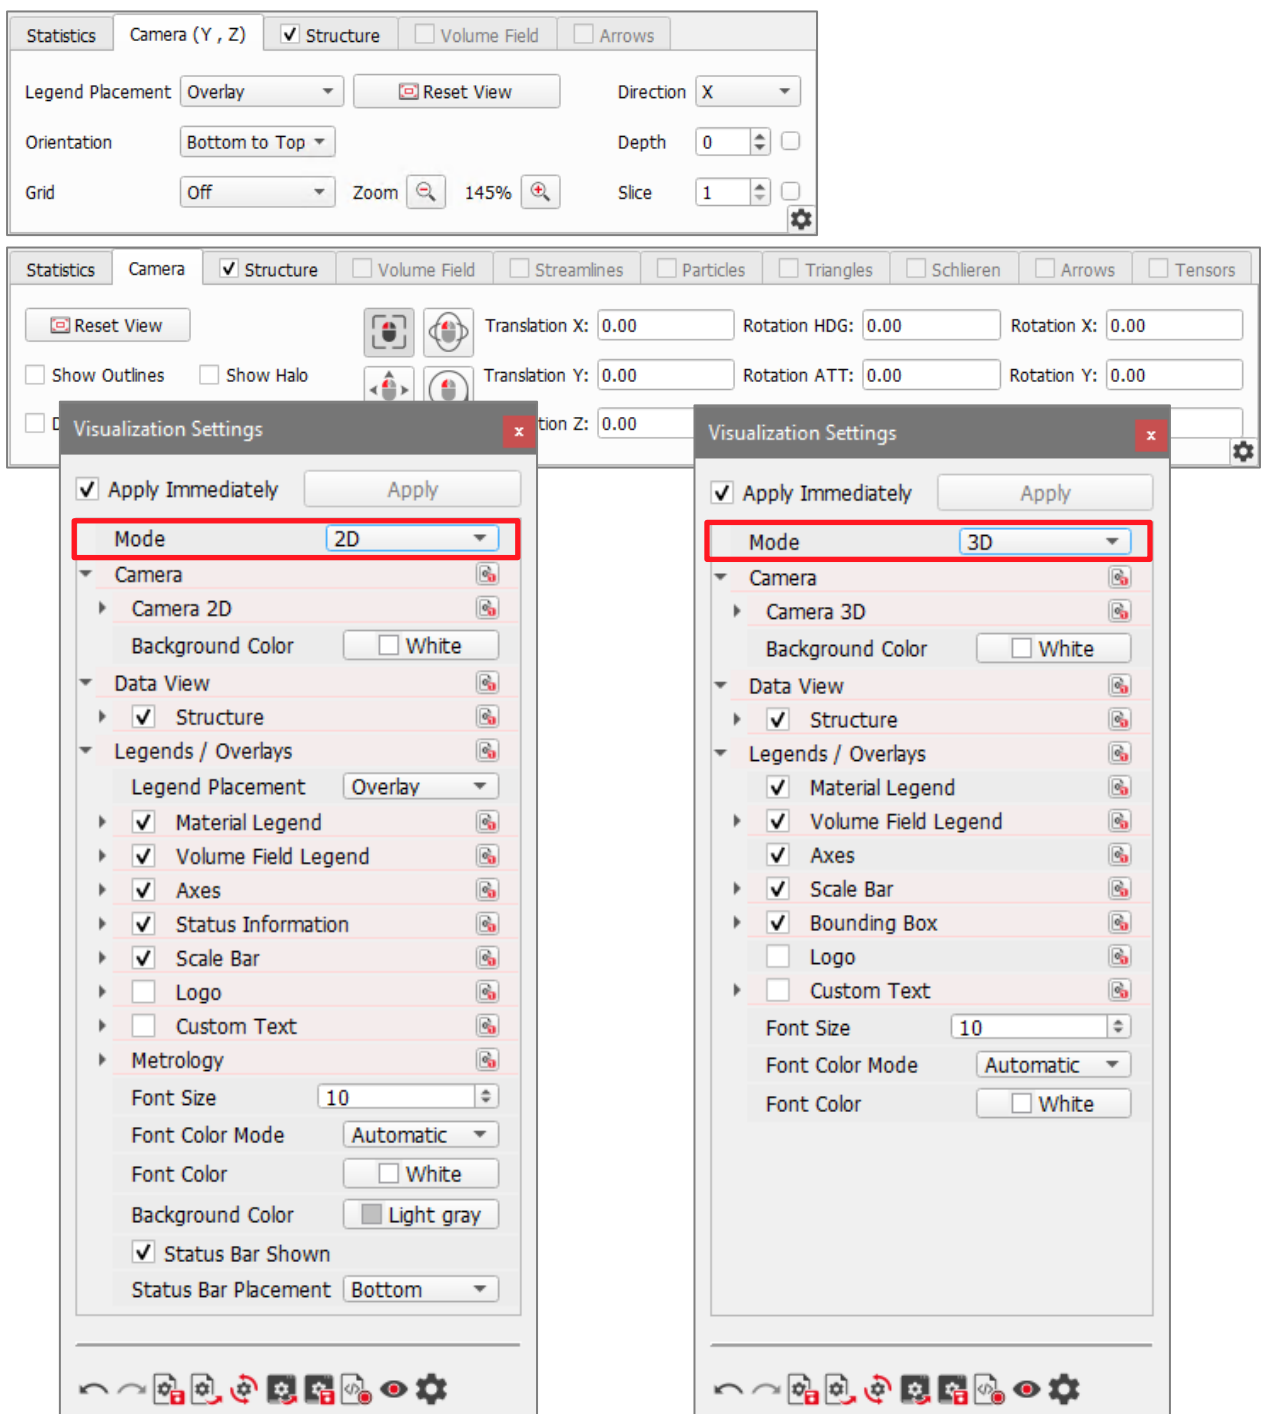 Statistics Camera (Y , Z) Structure Volume Field Arrows
Legend Placement Overlay Reset View Direction X
Orientation Bottom to Top Depth 0
Grid Off Zoom 145% Slice 1
Statistics Camera Structure Volume Field Streamlines Particles Triangles Schlieren Arrows Tensors
Reset View Translation X: 0.00 Rotation HDG: 0.00 Rotation X: 0.00
Show Outlines Show Halo Translation Y: 0.00 Rotation ATT: 0.00 Rotation Y: 0.00
tion Z: 0.00
Visualization Settings x
Apply Immediately Apply
Mode 2D
Camera
Camera 2D
Background Color White
Data View
Structure
Legends / Overlays
Legend Placement Overlay
Material Legend
Volume Field Legend
Axes
Status Information
Scale Bar
Logo
Custom Text
Metrology
Font Size 10
Font Color Mode Automatic
Font Color White
Background Color Light gray
Status Bar Shown
Status Bar Placement Bottom
Visualization Settings x
Apply Immediately Apply
Mode 3D
Camera
Camera 3D
Background Color White
Data View
Structure
Legends / Overlays
Material Legend
Volume Field Legend
Axes
Scale Bar
Bounding Box
Logo
Custom Text
Font Size 10
Font Color Mode Automatic
Font Color White